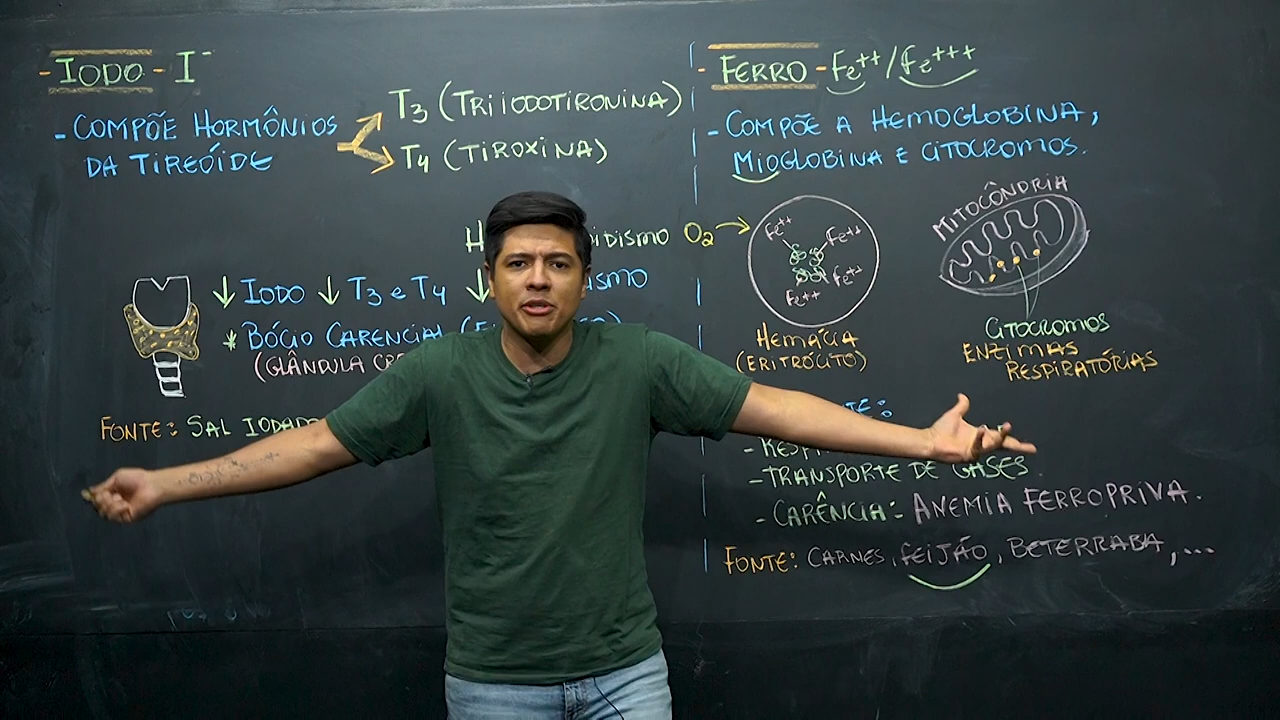 - IODO - I⁻
- COMPÕE HORMÔNIOS
DA TIREÓIDE
T3 (TRIIODOTIRONINA)
T4 (TIROXINA)
↓ IODO ↓ T3 e T4 ↓
* BÓCIO CARENCIAL
(GLÂNDULA
FONTE: SAL IODADO
- FERRO - Fe++/Fe+++
- COMPÕE A HEMOGLOBINA,
MIOGLOBINA E CITOCROMOS.
O2 →
Fe++
Fe++
Fe++
Fe++
HEMÁCIA
(ERITRÓCITO)
MITOCÔNDRIA
CITOCROMOS
ENZIMAS
RESPIRATÓRIAS
- TRANSPORTE DE GASES.
- CARÊNCIA: ANEMIA FERROPRIVA.
FONTE: CARNES, FEIJÃO, BETERRABA, ...